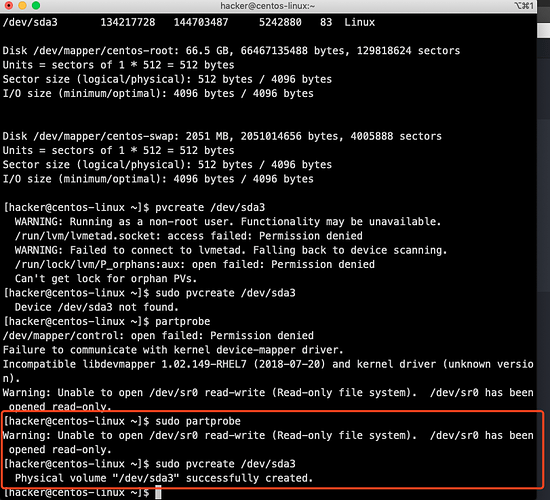 hacker@centos-linux:~
⌥⌘1
/dev/sda3 134217728 144703487 5242880 83 Linux
Disk /dev/mapper/centos-root: 66.5 GB, 66467135488 bytes, 129818624 sectors
Units = sectors of 1 * 512 = 512 bytes
Sector size (logical/physical): 512 bytes / 4096 bytes
I/O size (minimum/optimal): 4096 bytes / 4096 bytes
Disk /dev/mapper/centos-swap: 2051 MB, 2051014656 bytes, 4005888 sectors
Units = sectors of 1 * 512 = 512 bytes
Sector size (logical/physical): 512 bytes / 4096 bytes
I/O size (minimum/optimal): 4096 bytes / 4096 bytes
[hacker@centos-linux ~]$ pvcreate /dev/sda3
WARNING: Running as a non-root user. Functionality may be unavailable.
/run/lvm/lvmetad.socket: access failed: Permission denied
WARNING: Failed to connect to lvmetad. Falling back to device scanning.
/run/lock/lvm/P_orphans:aux: open failed: Permission denied
Can't get lock for orphan PVs.
[hacker@centos-linux ~]$ sudo pvcreate /dev/sda3
Device /dev/sda3 not found.
[hacker@centos-linux ~]$ partprobe
/dev/mapper/control: open failed: Permission denied
Failure to communicate with kernel device-mapper driver.
Incompatible libdevmapper 1.02.149-RHEL7 (2018-07-20) and kernel driver (unknown versio
n).
Warning: Unable to open /dev/sr0 read-write (Read-only file system). /dev/sr0 has been
opened read-only.
[hacker@centos-linux ~]$ sudo partprobe
Warning: Unable to open /dev/sr0 read-write (Read-only file system). /dev/sr0 has been
opened read-only.
[hacker@centos-linux ~]$ sudo pvcreate /dev/sda3
Physical volume "/dev/sda3" successfully created.
[hacker@centos-linux ~]$